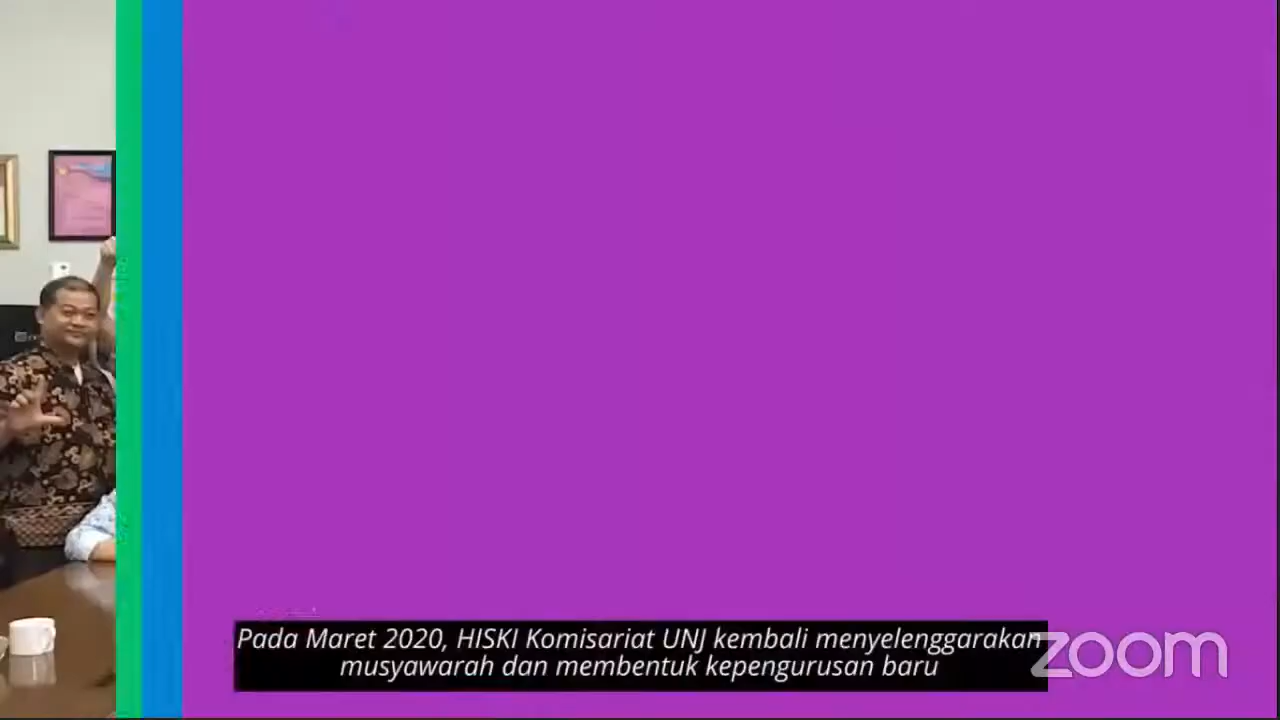 Pada Maret 2020, HISKI Komisariat UNJ kembali menyelenggarakan
musyawarah dan membentuk kepengurusan baru
zoom